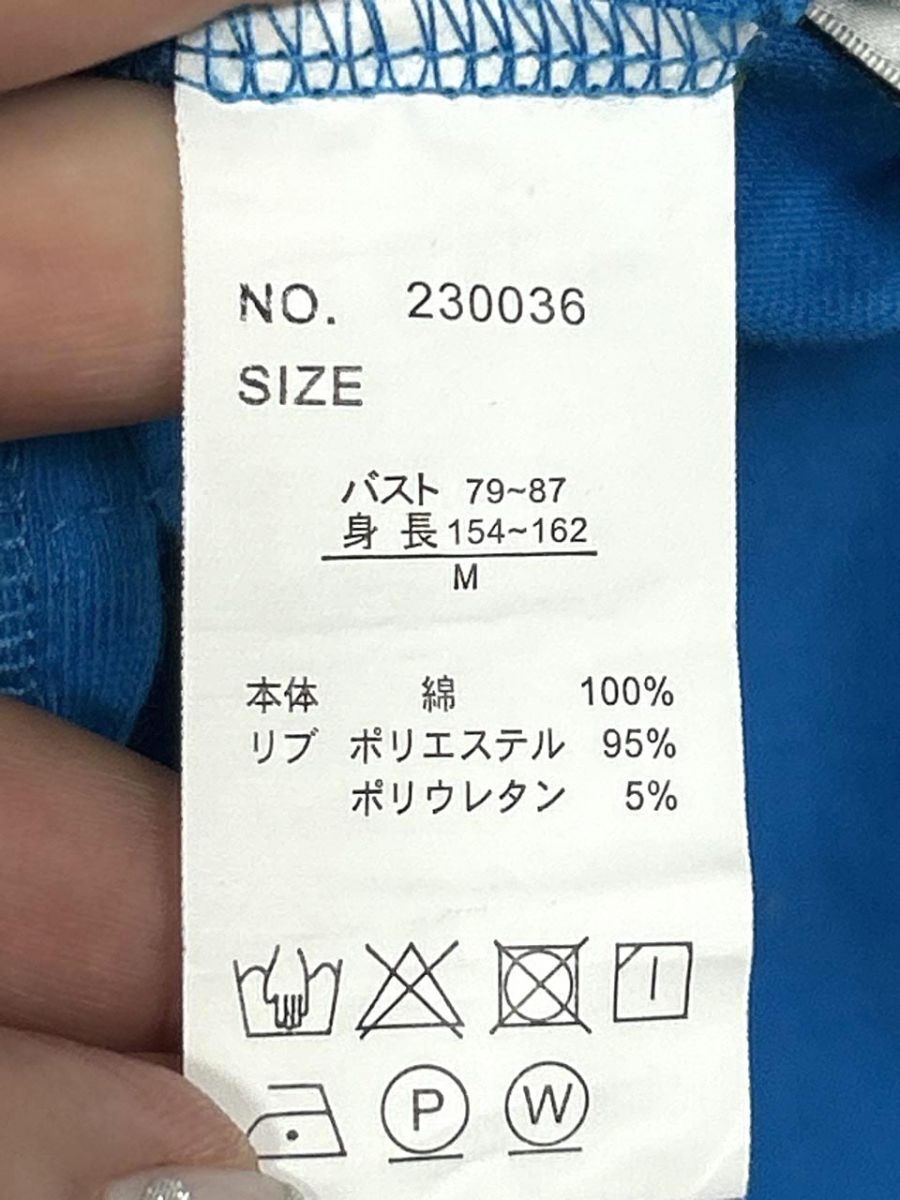 NO. 230036
SIZE
バスト 79~87
身 長 154~162
M
本体 綿 100%
リブ ポリエステル 95%
ポリウレタン 5%
P W